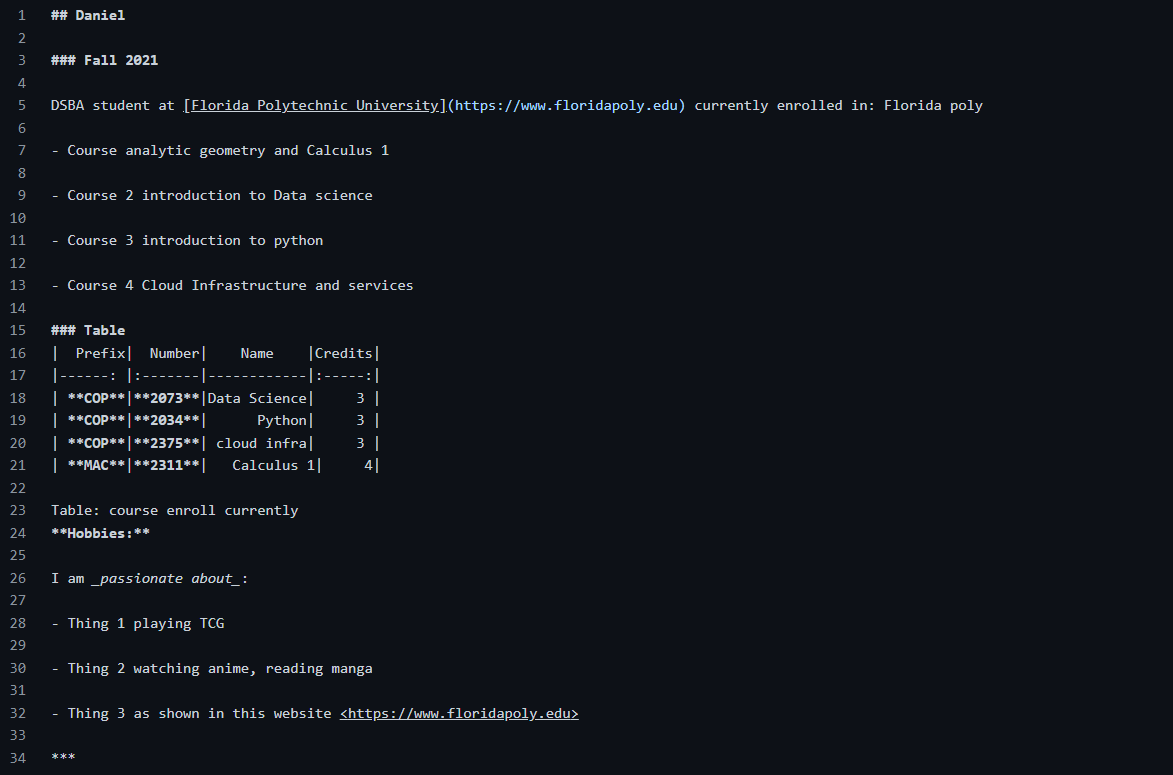 1 ## Daniel
2
3 ### Fall 2021
4
5 DSBA student at [Florida Polytechnic University](https://www.floridapoly.edu) currently enrolled in: Florida poly
6
7 - Course analytic geometry and Calculus 1
8
9 - Course 2 introduction to Data science
10
11 - Course 3 introduction to python
12
13 - Course 4 Cloud Infrastructure and services
14
15 ### Table
16 |  Prefix|  Number|    Name    |Credits|
17 |------: |:-------|------------|:-----:|
18 | **COP**|**2073**|Data Science|     3 |
19 | **COP**|**2034**|      Python|     3 |
20 | **COP**|**2375**| cloud infra|     3 |
21 | **MAC**|**2311**|   Calculus 1|     4|
22
23 Table: course enroll currently
24 **Hobbies:**
25
26 I am _passionate about_:
27
28 - Thing 1 playing TCG
29
30 - Thing 2 watching anime, reading manga
31
32 - Thing 3 as shown in this website <https://www.floridapoly.edu>
33
34 ***